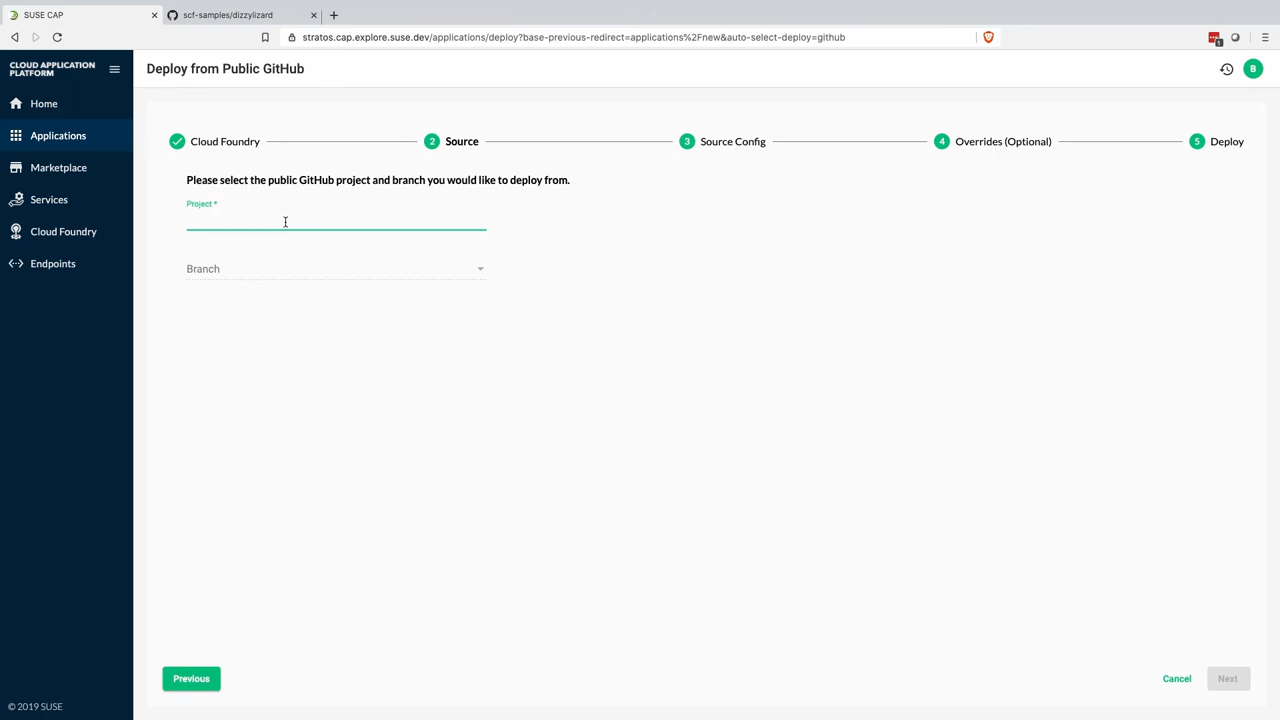 SUSE CAP
scf-samples/dizzylizard
stratos.cap.explore.suse.dev/applications/deploy?base-previous-redirect=applications%2Fnew&auto-select-deploy=github
1
CLOUD APPLICATION
PLATFORM
Deploy from Public GitHub
B
Home
Applications
Marketplace
Services
Cloud Foundry
Endpoints
Cloud Foundry
2 Source
3 Source Config
4 Overrides (Optional)
5 Deploy
Please select the public GitHub project and branch you would like to deploy from.
Project *
Branch
Previous
Cancel
Next
© 2019 SUSE